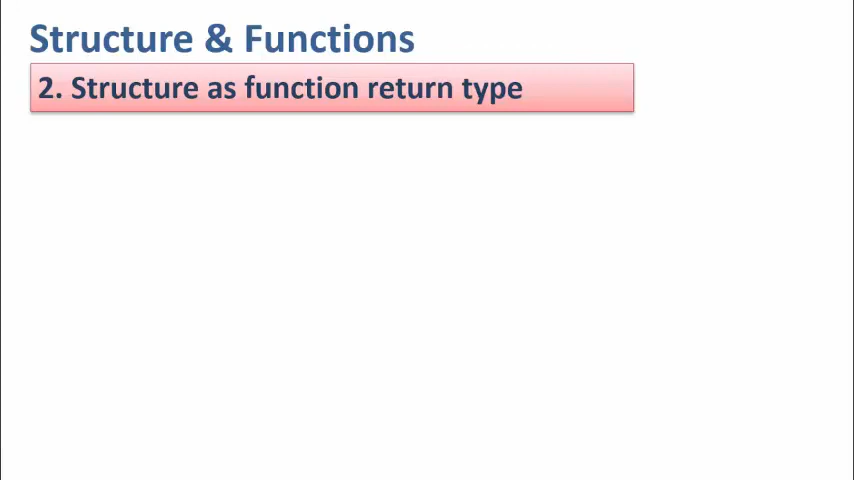 Structure & Functions
2. Structure as function return type